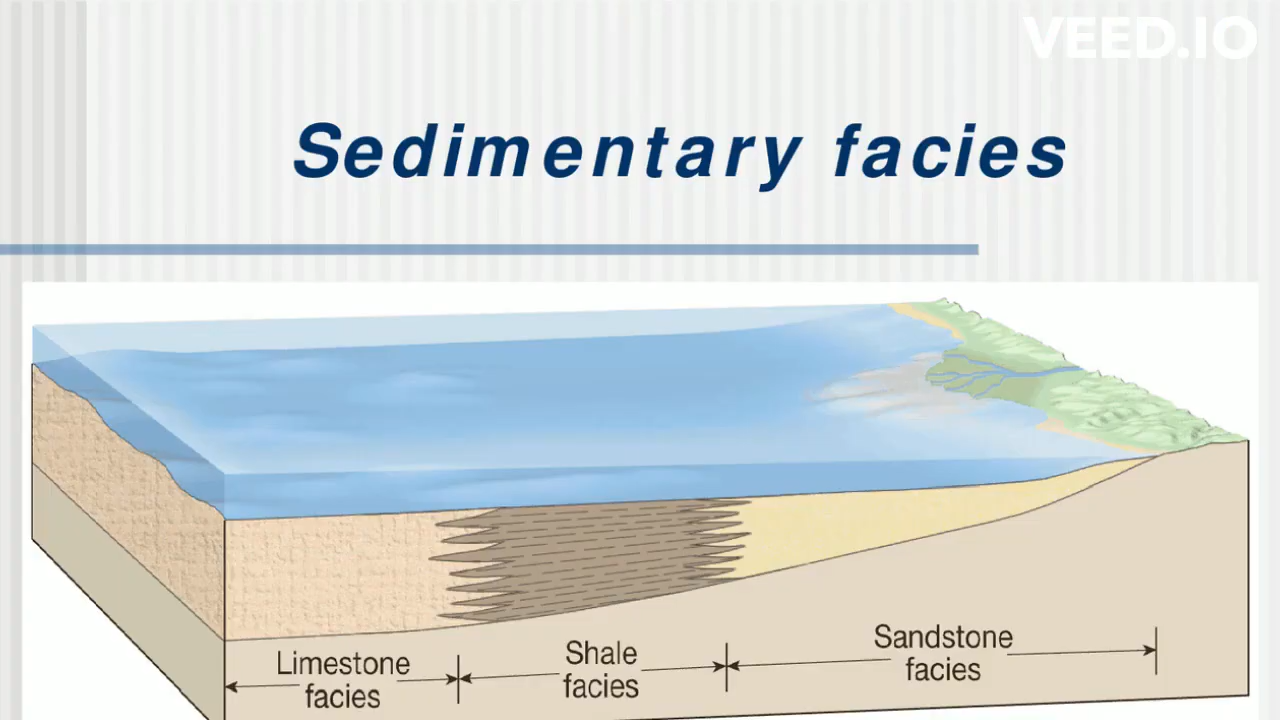 VEED.IO
Sedimentary facies
Limestone
facies
Shale
facies
Sandstone
facies